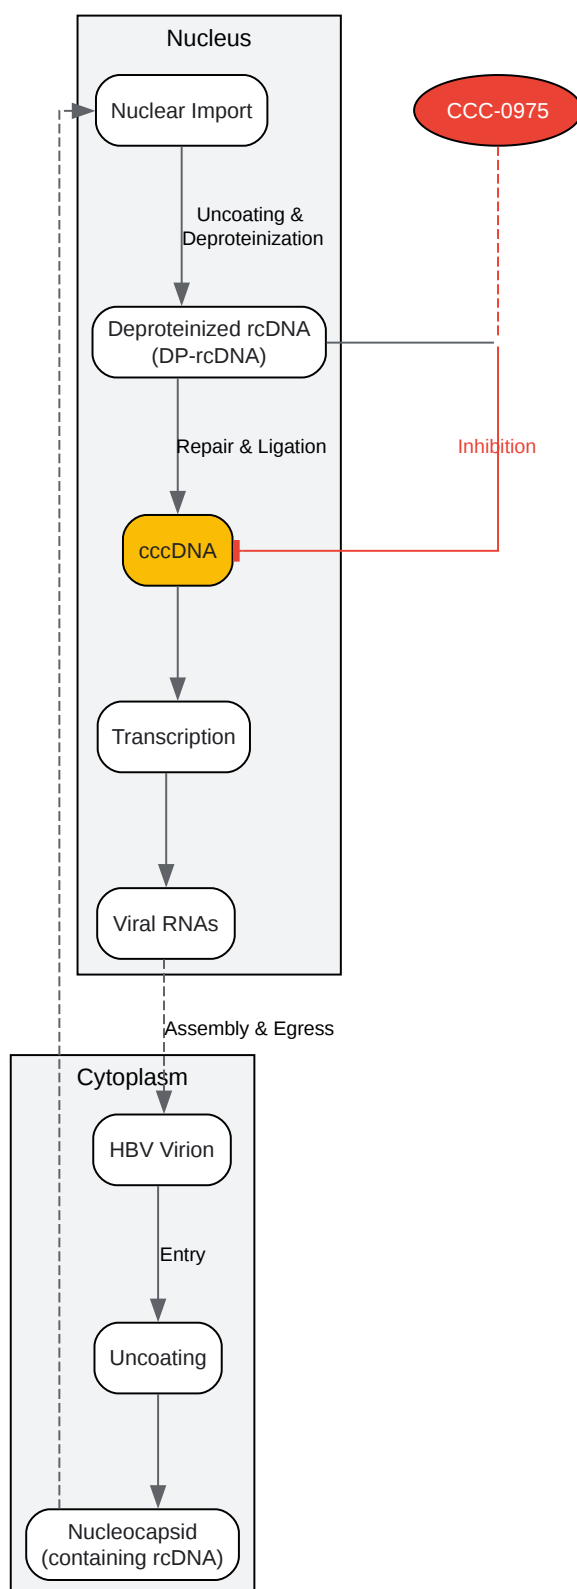 Nucleus
Nuclear Import
CCC-0975
Uncoating &
Deproteinization
Deproteinized rcDNA
(DP-rcDNA)
Repair & Ligation
Inhibition
cccDNA
Transcription
Viral RNAs
Assembly & Egress
Cytoplasm
HBV Virion
Entry
Uncoating
Nucleocapsid
(containing rcDNA)